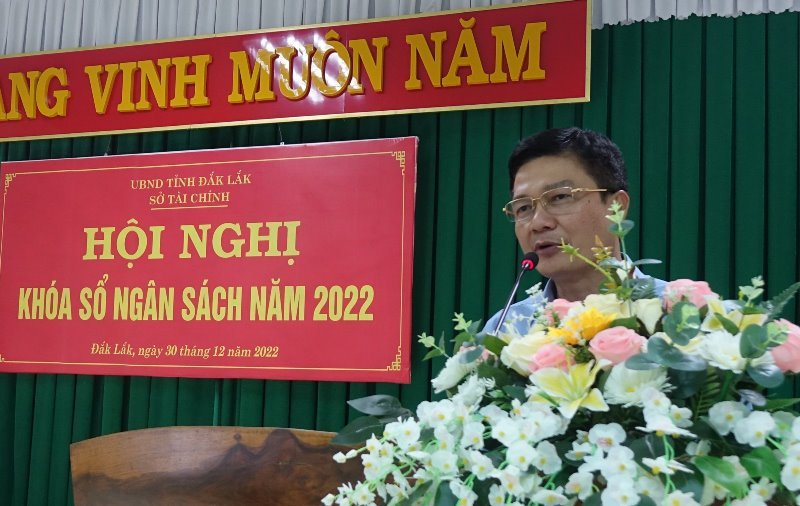 VINH MUÔN NĂM
UBND TỈNH ĐẮK LẮK
SỞ TÀI CHÍNH
HỘI NGHỊ
KHÓA SỔ NGÂN SÁCH NĂM 2022
Đắk Lắk, ngày 30 tháng 12 năm 2022